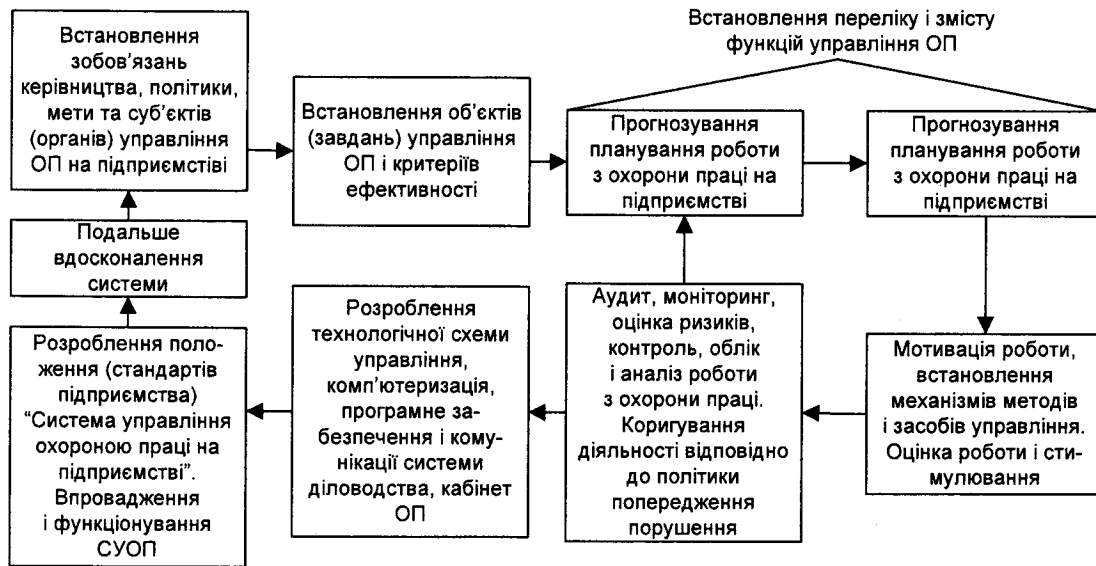 Встановлення
зобов’язань
керівництва, політики,
мети та суб’єктів
(органів) управління
ОП на підприємстіві
Встановлення об’єктів
(завдань) управління
ОП і критеріїв
ефективності
Встановлення переліку і змісту
функцій управління ОП
Прогнозування
планування роботи
з охорони праці на
підприємстві
Прогнозування
планування роботи
з охорони праці на
підприємстві
Мотивація роботи,
встановлення
механізмів методів
і засобів управління.
Оцінка роботи і сти-
мулювання
Аудит, моніторинг,
оцінка ризиків,
контроль, облік
і аналіз роботи
з охорони праці.
Коригування
діяльності відповідно
до політики
попередження
порушення
Розроблення
технологічної схеми
управління,
комп’ютеризація,
програмне за-
безпечення і кому-
нікації системи
діловодства, кабінет
ОП
Розроблення поло-
ження (стандартів
підприємства)
“Система управління
охороною праці на
підприємстві”.
Впровадження
і функціонування
СУОП
Подальше
вдосконалення
системи